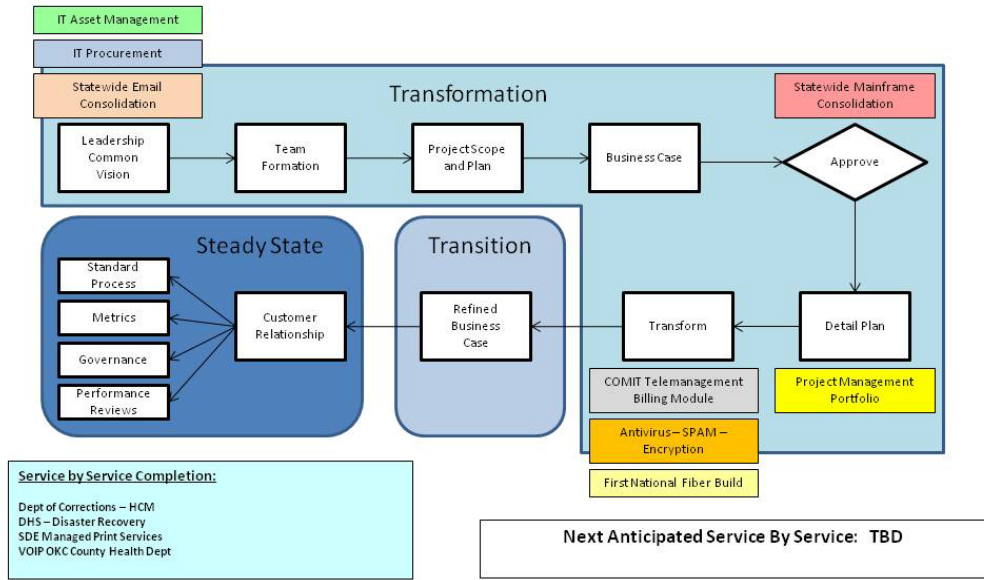 IT Asset Management
IT Procurement
Statewide Email
Consolidation
Transformation
Statewide Mainframe
Consolidation
Leadership
Common
Vision
Team
Formation
Project Scope
and Plan
Business Case
Approve
Steady State
Transition
Standard
Process
Metrics
Governance
Performance
Reviews
Customer
Relationship
Refined
Business
Case
Transform
Detail Plan
COMIT Telemanagement
Billing Module
Project Management
Portfolio
Antivirus – SPAM –
Encryption
First National Fiber Build
Service by Service Completion:
Dept of Corrections – HCM
DHS – Disaster Recovery
SDE Managed Print Services
VOIP OKC County Health Dept
Next Anticipated Service By Service: TBD